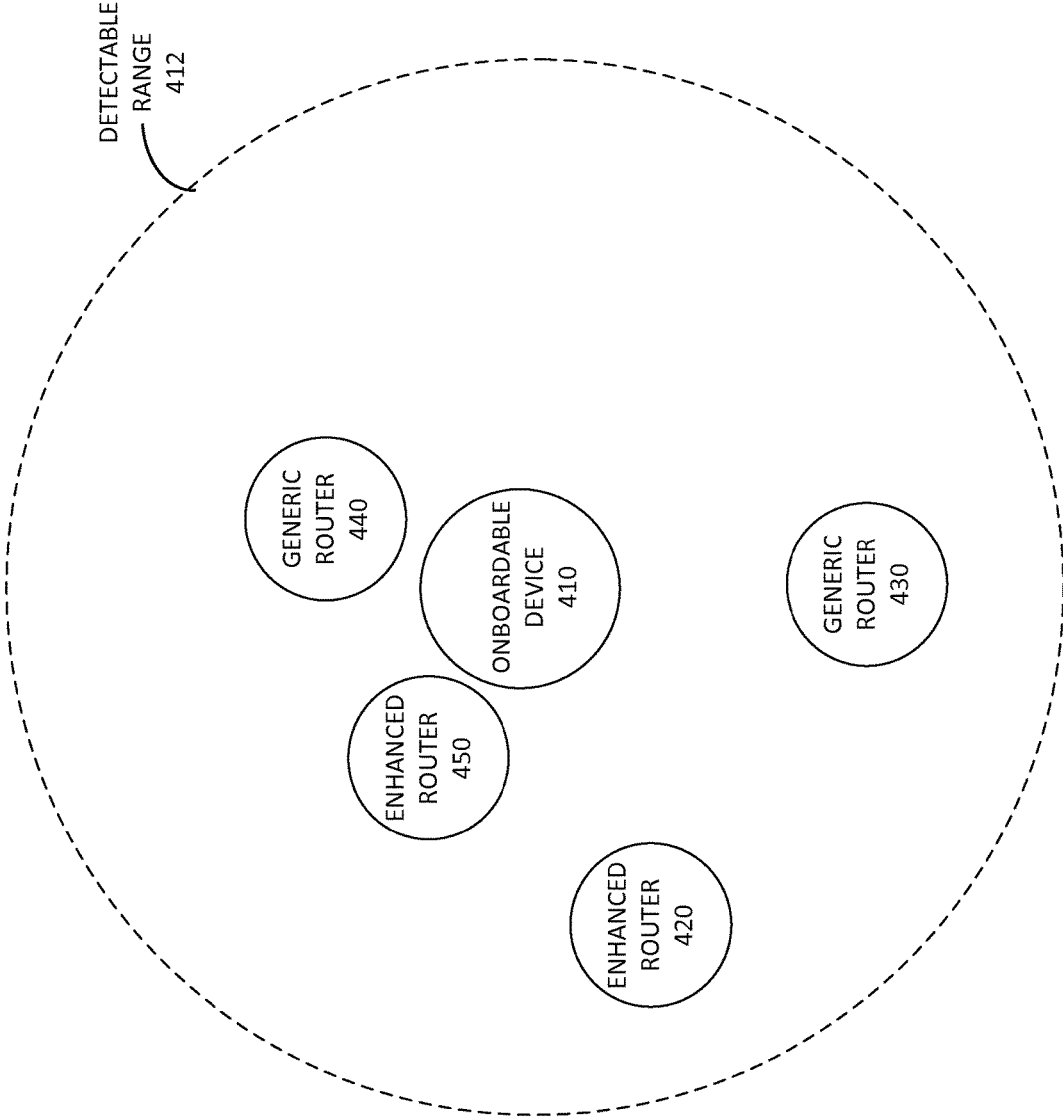 DETECTABLE
RANGE
412
GENERIC
ROUTER
440
ONBOARDABLE
DEVICE
410
GENERIC
ROUTER
430
ENHANCED
ROUTER
450
ENHANCED
ROUTER
420